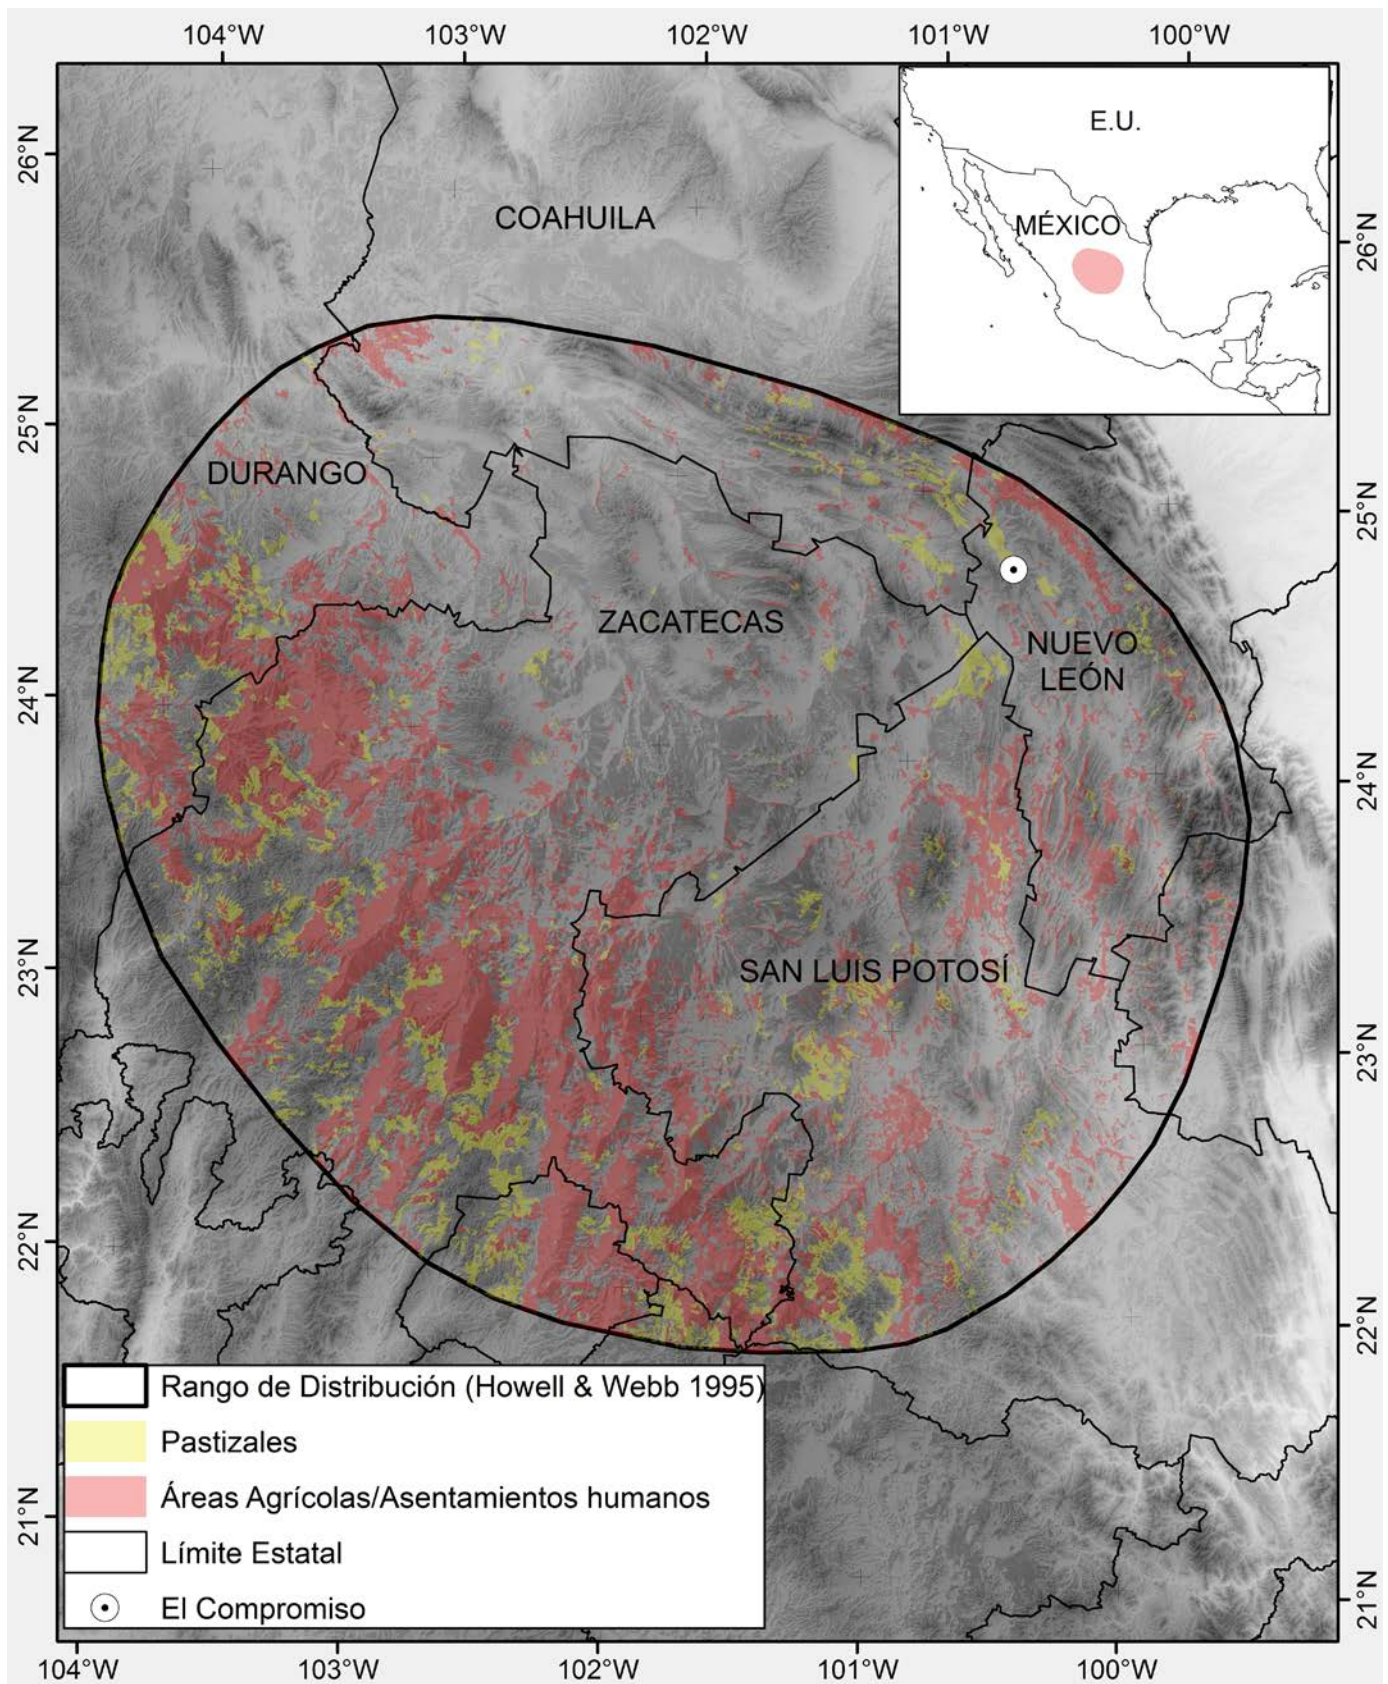 104°W 103°W 102°W 101°W 100°W
E.U.
MÉXICO
26°N
26°N
COAHUILA
25°N
DURANGO
25°N
ZACATECAS
NUEVO
LEÓN
24°N
24°N
SAN LUIS POTOSÍ
23°N
23°N
22°N
22°N
Rango de Distribución (Howell & Webb 1995)
Pastizales
Áreas Agrícolas/Asentamientos humanos
Límite Estatal
El Compromiso
21°N
21°N
104°W 103°W 102°W 101°W 100°W